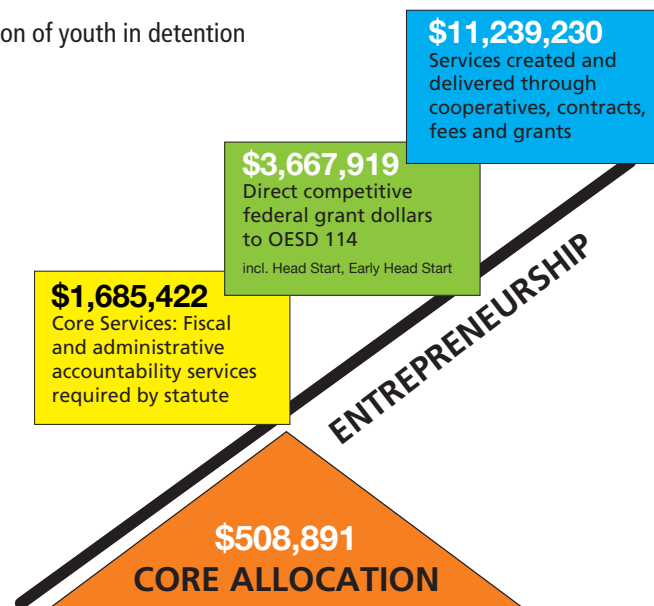 on of youth in detention
$11,239,230
Services created and
delivered through
cooperatives, contracts,
fees and grants
$3,667,919
Direct competitive
federal grant dollars
to OESD 114
incl. Head Start, Early Head Start
$1,685,422
Core Services: Fiscal
and administrative
accountability services
required by statute
ENTREPRENEURSHIP
$508,891
CORE ALLOCATION